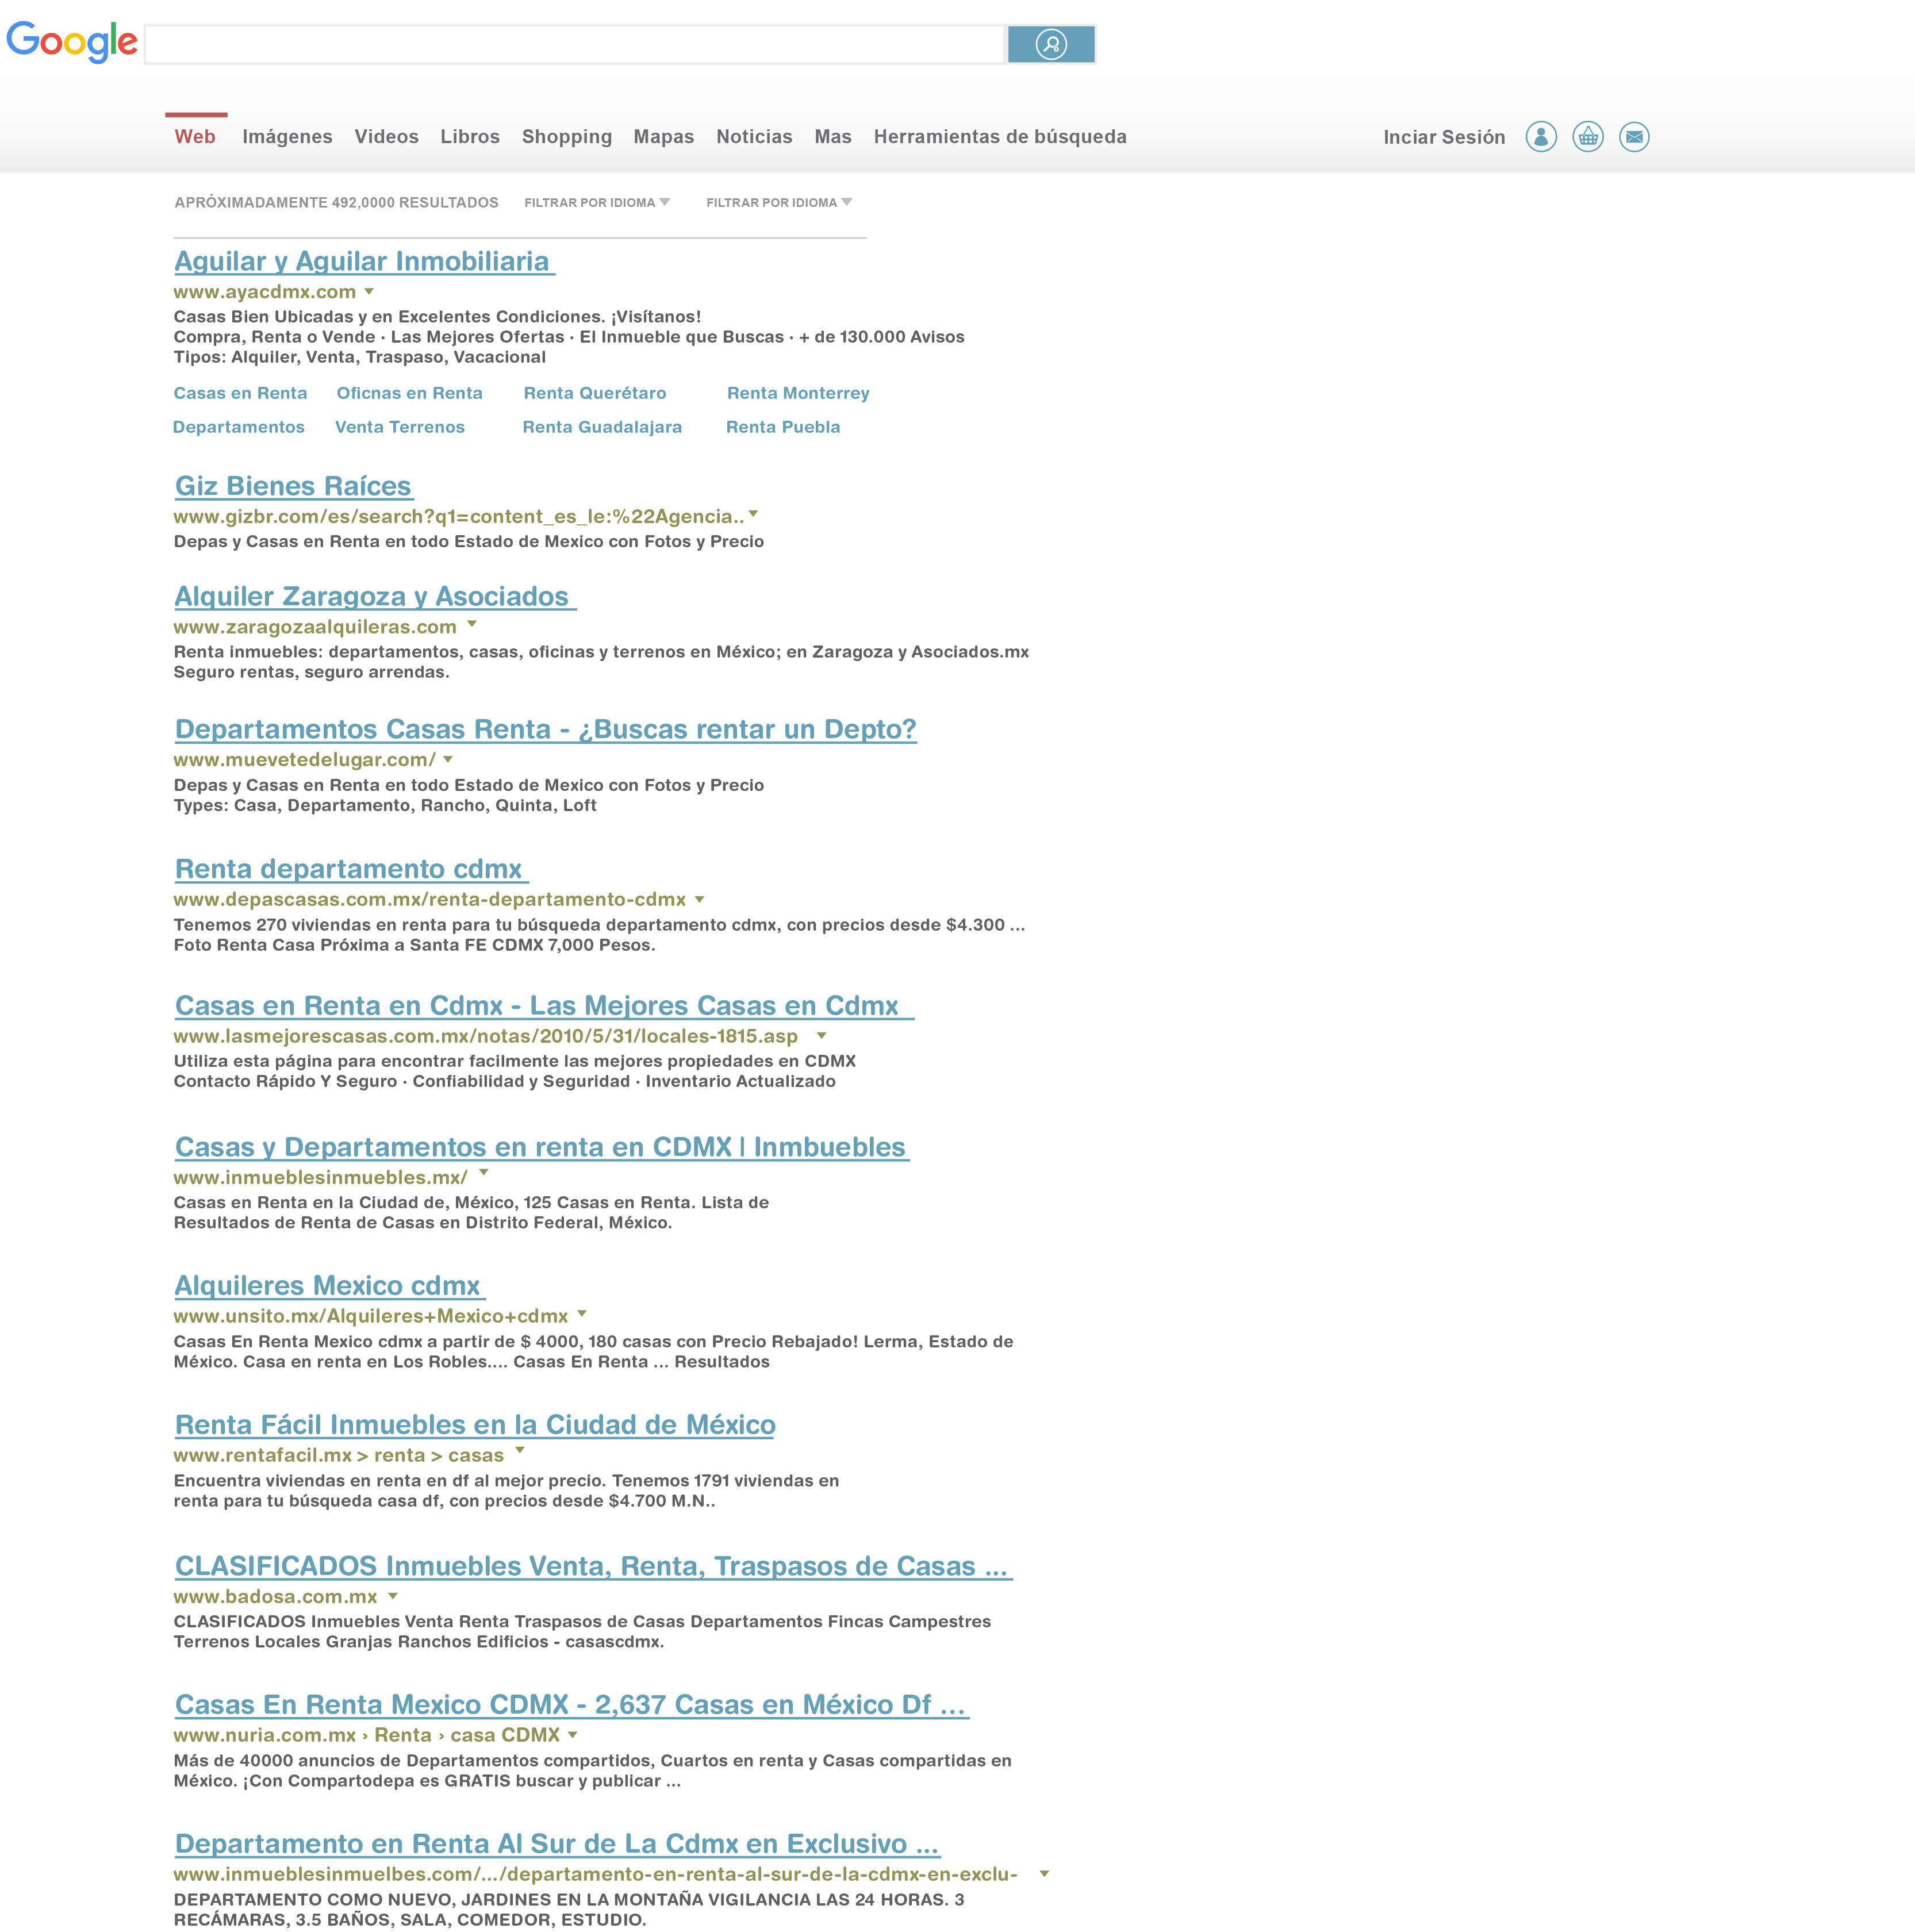 Google
Web Imágenes Videos Libros Shopping Mapas Noticias Mas Herramientas de búsqueda Inciar Sesión
APRÓXIMADAMENTE 492,0000 RESULTADOS FILTRAR POR IDIOMA FILTRAR POR IDIOMA
Aguilar y Aguilar Inmobiliaria
www.ayacdmx.com
Casas Bien Ubicadas y en Excelentes Condiciones. ¡Visítanos!
Compra, Renta o Vende · Las Mejores Ofertas · El Inmueble que Buscas · + de 130.000 Avisos
Tipos: Alquiler, Venta, Traspaso, Vacacional
Casas en Renta Oficnas en Renta Renta Querétaro Renta Monterrey
Departamentos Venta Terrenos Renta Guadalajara Renta Puebla
Giz Bienes Raíces
www.gizbr.com/es/search?q1=content_es_le:%22Agencia..
Depas y Casas en Renta en todo Estado de Mexico con Fotos y Precio
Alquiler Zaragoza y Asociados
www.zaragozaalquileras.com
Renta inmuebles: departamentos, casas, oficinas y terrenos en México; en Zaragoza y Asociados.mx
Seguro rentas, seguro arrendas.
Departamentos Casas Renta - ¿Buscas rentar un Depto?
www.muevetedelugar.com/
Depas y Casas en Renta en todo Estado de Mexico con Fotos y Precio
Types: Casa, Departamento, Rancho, Quinta, Loft
Renta departamento cdmx
www.depascasas.com.mx/renta-departamento-cdmx
Tenemos 270 viviendas en renta para tu búsqueda departamento cdmx, con precios desde $4.300 ...
Foto Renta Casa Próxima a Santa FE CDMX 7,000 Pesos.
Casas en Renta en Cdmx - Las Mejores Casas en Cdmx
www.lasmejorescasas.com.mx/notas/2010/5/31/locales-1815.asp
Utiliza esta página para encontrar facilmente las mejores propiedades en CDMX
Contacto Rápido Y Seguro · Confiabilidad y Seguridad · Inventario Actualizado
Casas y Departamentos en renta en CDMX | Inmbuebles
www.inmueblesinmuebles.mx/
Casas en Renta en la Ciudad de, México, 125 Casas en Renta. Lista de
Resultados de Renta de Casas en Distrito Federal, México.
Alquileres Mexico cdmx
www.unsito.mx/Alquileres+Mexico+cdmx
Casas En Renta Mexico cdmx a partir de $ 4000, 180 casas con Precio Rebajado! Lerma, Estado de
México. Casa en renta en Los Robles.... Casas En Renta ... Resultados
Renta Fácil Inmuebles en la Ciudad de México
www.rentafacil.mx > renta > casas
Encuentra viviendas en renta en df al mejor precio. Tenemos 1791 viviendas en
renta para tu búsqueda casa df, con precios desde $4.700 M.N..
CLASIFICADOS Inmuebles Venta, Renta, Traspasos de Casas ...
www.badosa.com.mx
CLASIFICADOS Inmuebles Venta Renta Traspasos de Casas Departamentos Fincas Campestres
Terrenos Locales Granjas Ranchos Edificios - casascdmx.
Casas En Renta Mexico CDMX - 2,637 Casas en México Df ...
www.nuria.com.mx › Renta › casa CDMX
Más de 40000 anuncios de Departamentos compartidos, Cuartos en renta y Casas compartidas en
México. ¡Con Compartodepa es GRATIS buscar y publicar ...
Departamento en Renta Al Sur de La Cdmx en Exclusivo ...
www.inmueblesinmuelbes.com/.../departamento-en-renta-al-sur-de-la-cdmx-en-exclu-
DEPARTAMENTO COMO NUEVO, JARDINES EN LA MONTAÑA VIGILANCIA LAS 24 HORAS. 3
RECÁMARAS, 3.5 BAÑOS, SALA, COMEDOR, ESTUDIO.